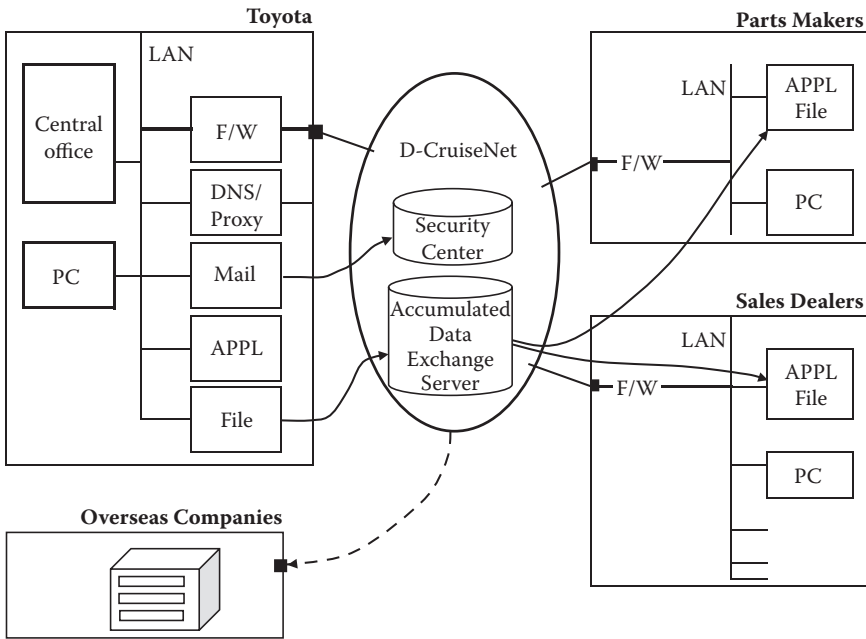 Toyota
LAN
Central
office
F/W
DNS/
Proxy
PC
Mail
APPL
File
D-CruiseNet
Security
Center
Accumulated
Data
Exchange
Server
Parts Makers
LAN
APPL
File
F/W
PC
Sales Dealers
LAN
APPL
File
F/W
PC
Overseas Companies